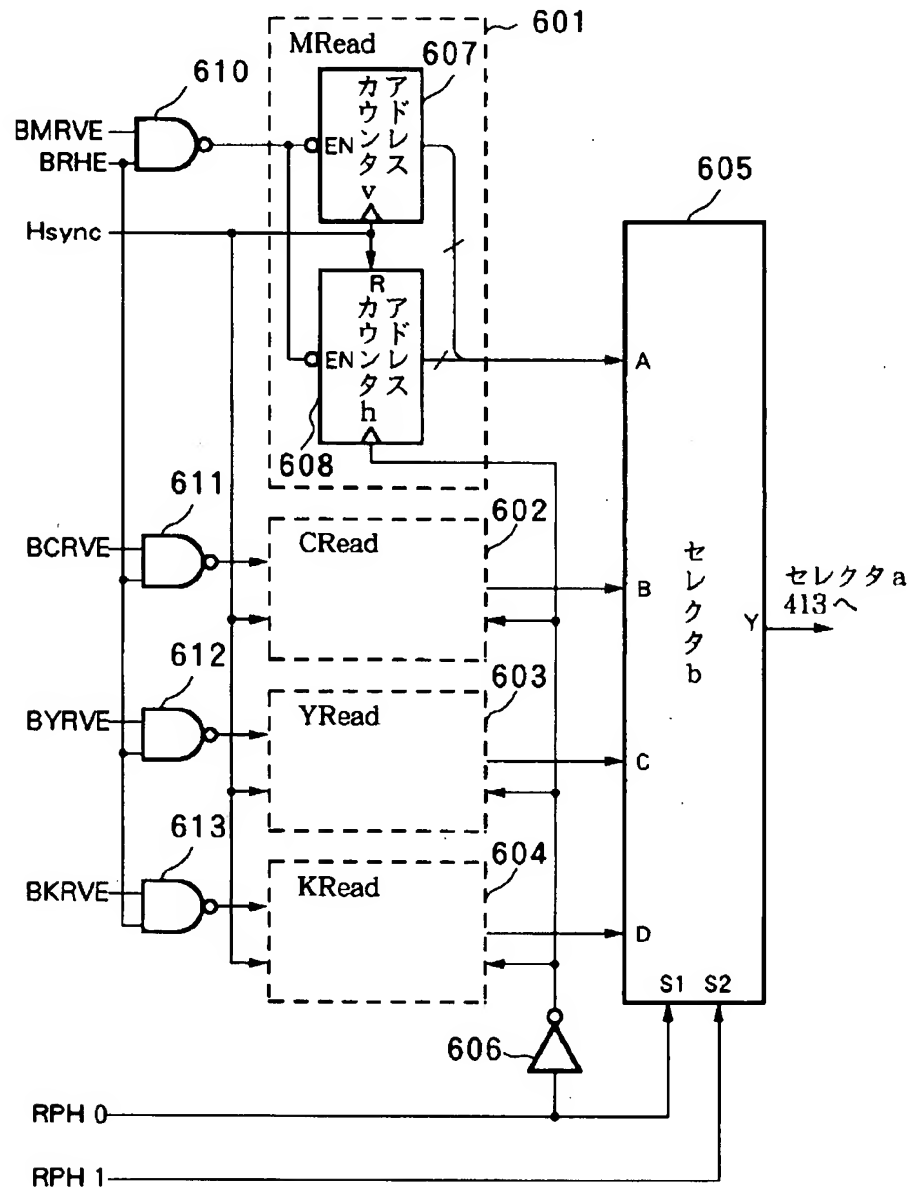 601
MRead
607
610
アドレス
カウンタv
BMRVE
EN
BRHE
605
Hsync
R
アドレス
カウンタh
EN
A
608
611
602
BCRVE
CRead
セレクタb
B
セレクタa
413へ
Y
612
603
BYRVE
YRead
C
613
604
BKRVE
KRead
D
S1 S2
606
RPH 0
RPH 1